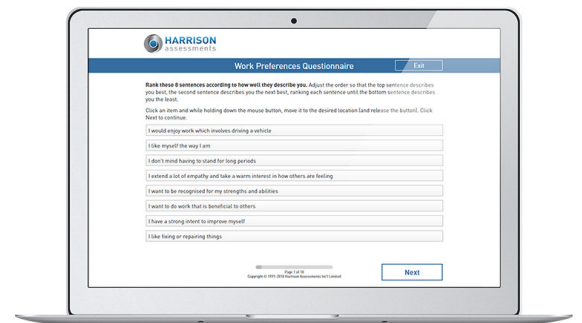 HARRISON
assessments
Work Preferences Questionnaire
Exit
Rank these 8 sentences according to how well they describe you. Adjust the order so that the top sentence describes
you best, the second sentence describes you the next best, ranking each sentence until the bottom sentence describes
you the least.
Click an item and while holding down the mouse button, move it to the desired location (and release the button). Click
Next to continue.
I would enjoy work which involves driving a vehicle
I like myself the way I am
I don't mind having to stand for long periods
I extend a lot of empathy and take a warm interest in how others are feeling
I want to be recognised for my strengths and abilities
I want to do work that is beneficial to others
I have a strong intent to improve myself
I like fixing or repairing things
Page 1 of 18
Copyright © 1991-2016 Harrison Assessments Int'l Limited
Next